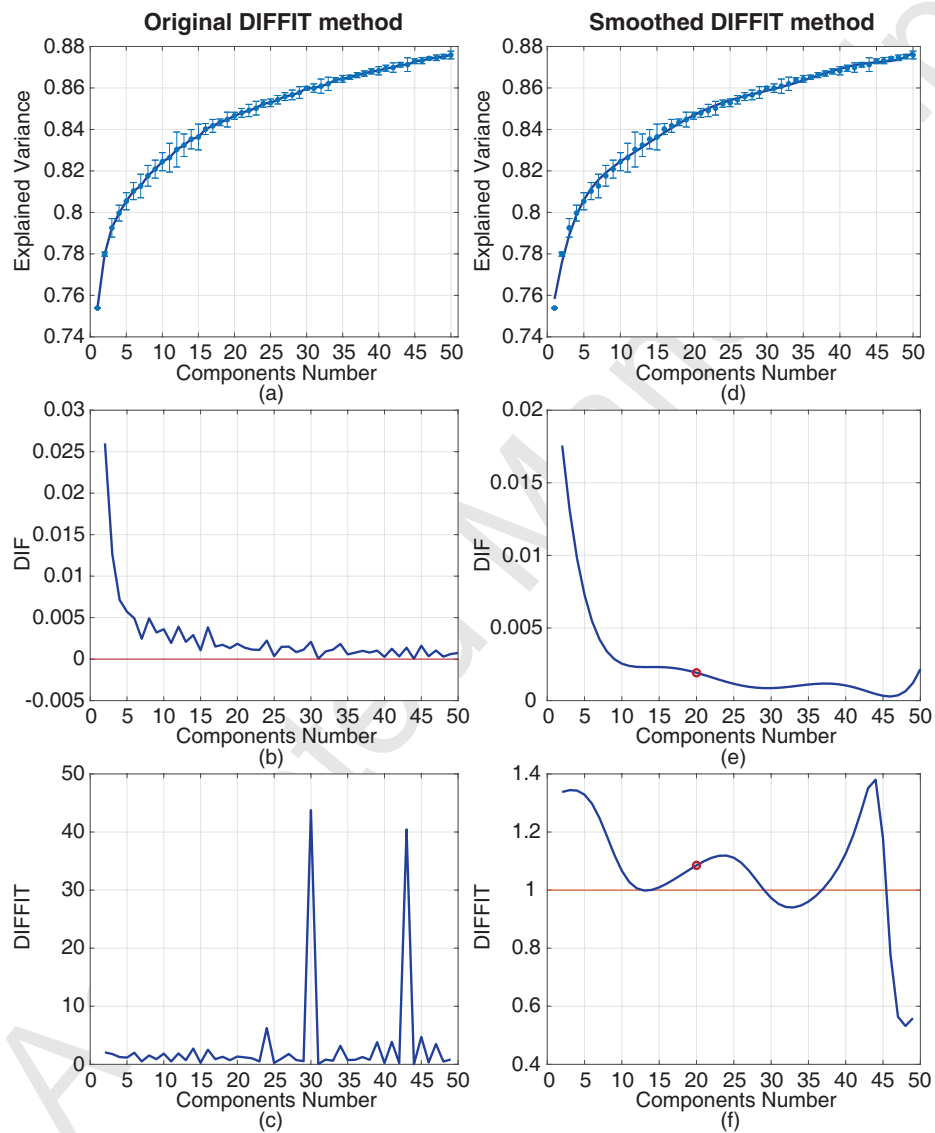 Original DIFFIT method
Smoothed DIFFIT method
0.88
0.86
0.84
0.82
0.8
0.78
0.76
0.74
Explained Variance
0 5 10 15 20 25 30 35 40 45 50
Components Number
(a)
0.88
0.86
0.84
0.82
0.8
0.78
0.76
0.74
Explained Variance
0 5 10 15 20 25 30 35 40 45 50
Components Number
(d)
0.03
0.025
0.02
0.015
0.01
0.005
0
-0.005
DIF
0 5 10 15 20 25 30 35 40 45 50
Components Number
(b)
0.02
0.015
0.01
0.005
0
DIF
0 5 10 15 20 25 30 35 40 45 50
Components Number
(e)
50
40
30
20
10
0
DIFFIT
0 5 10 15 20 25 30 35 40 45 50
Components Number
(c)
1.4
1.2
1
0.8
0.6
0.4
DIFFIT
0 5 10 15 20 25 30 35 40 45 50
Components Number
(f)